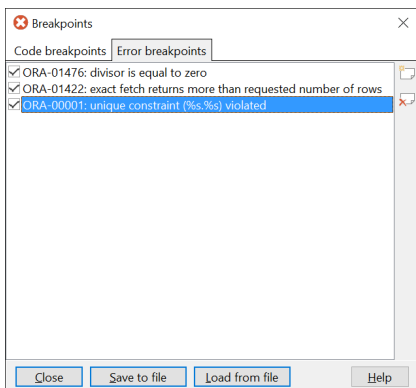 Breakpoints
Code breakpoints Error breakpoints
ORA-01476: divisor is equal to zero
ORA-01422: exact fetch returns more than requested number of rows
ORA-00001: unique constraint (%s.%s) violated
Close Save to file Load from file Help